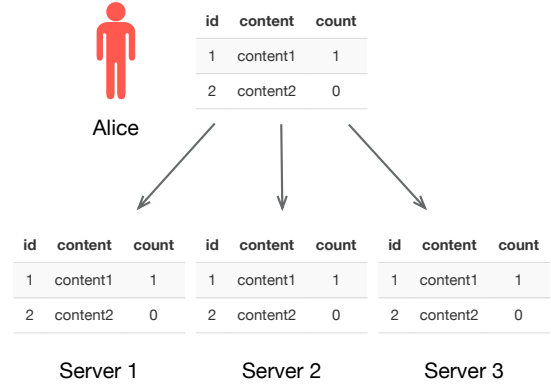 id content count
1 content1 1
2 content2 0
Alice
id content count id content count id content count
1 content1 1 1 content1 1 1 content1 1
2 content2 0 2 content2 0 2 content2 0
Server 1 Server 2 Server 3